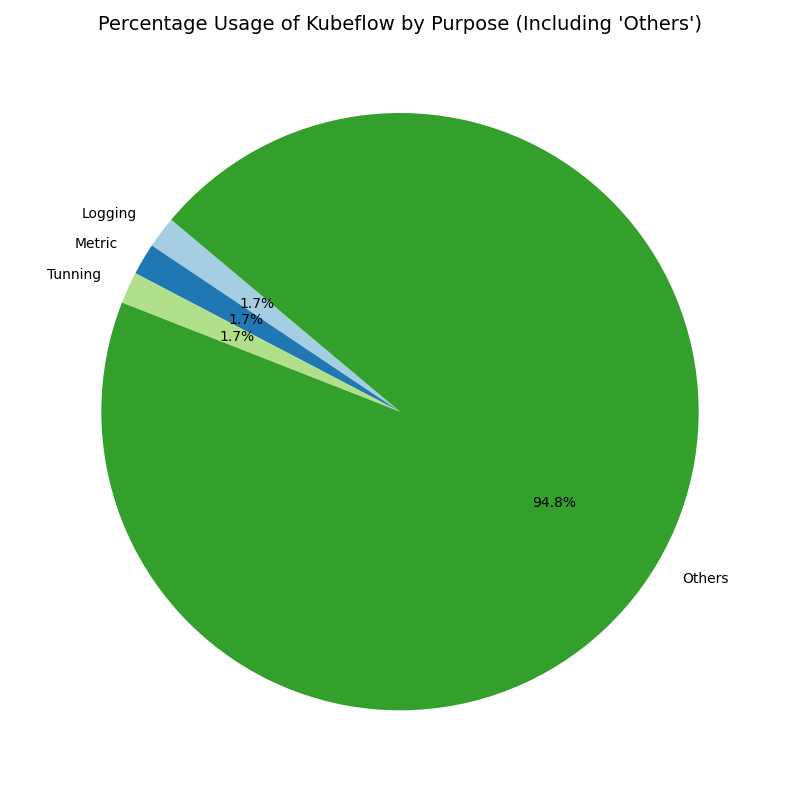 Percentage Usage of Kubeflow by Purpose (Including 'Others')
Logging
Metric
Tunning
1.7%
1.7%
1.7%
94.8%
Others